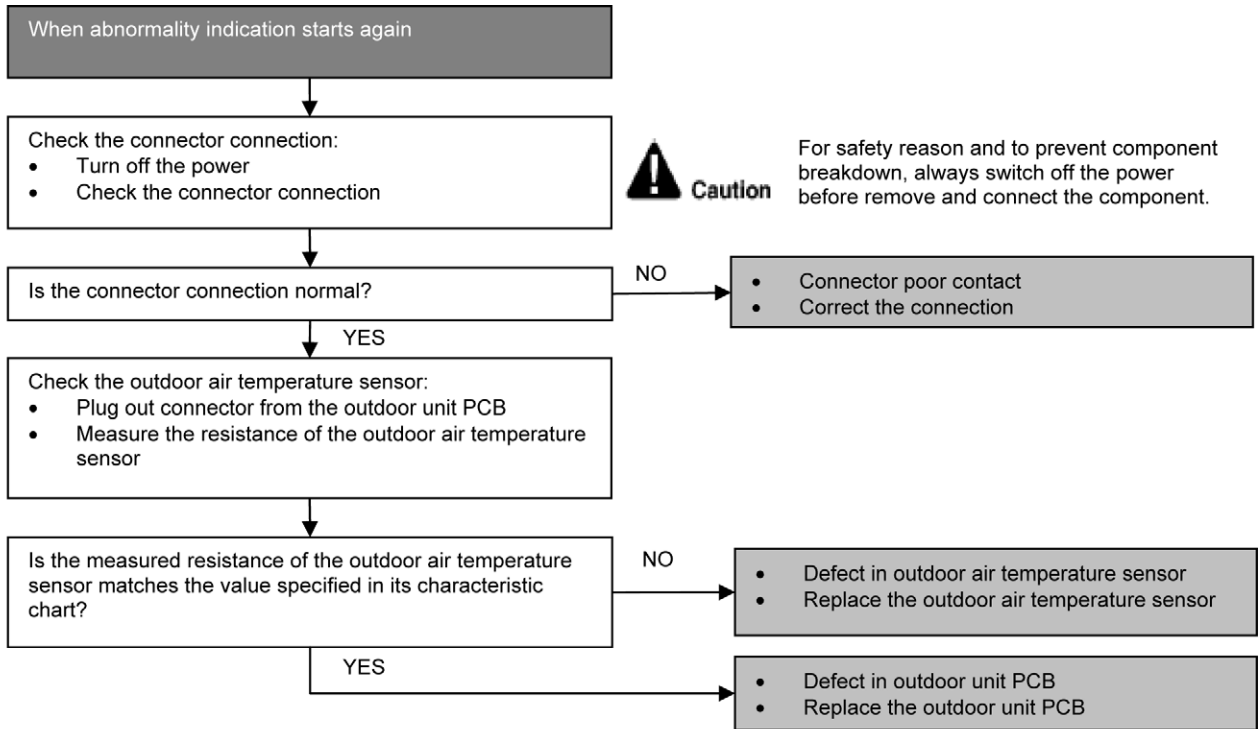 When abnormality indication starts again
Check the connector connection:
• Turn off the power
• Check the connector connection
Caution
For safety reason and to prevent component
breakdown, always switch off the power
before remove and connect the component.
Is the connector connection normal?
NO
• Connector poor contact
• Correct the connection
YES
Check the outdoor air temperature sensor:
• Plug out connector from the outdoor unit PCB
• Measure the resistance of the outdoor air temperature
sensor
Is the measured resistance of the outdoor air temperature
sensor matches the value specified in its characteristic
chart?
NO
• Defect in outdoor air temperature sensor
• Replace the outdoor air temperature sensor
YES
• Defect in outdoor unit PCB
• Replace the outdoor unit PCB